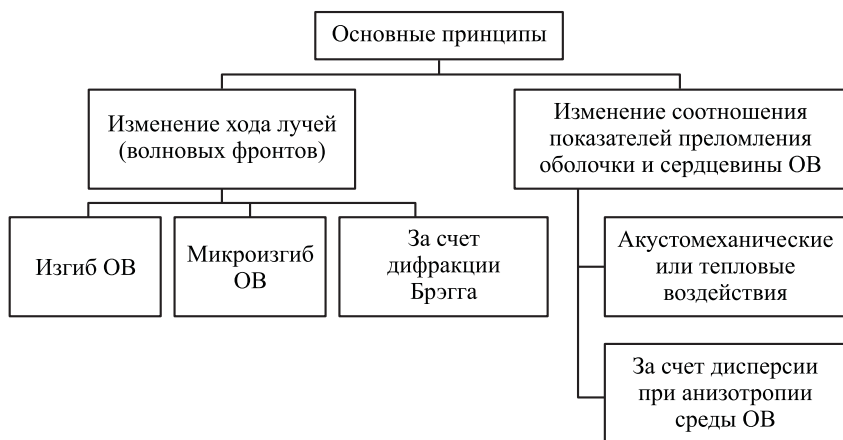 Основные принципы
Изменение хода лучей
(волновых фронтов)
Изменение соотношения
показателей преломления
оболочки и сердцевины ОВ
Изгиб ОВ
Микроизгиб
ОВ
За счет
дифракции
Брэгга
Акустомеханические
или тепловые
воздействия
За счет дисперсии
при анизотропии
среды ОВ